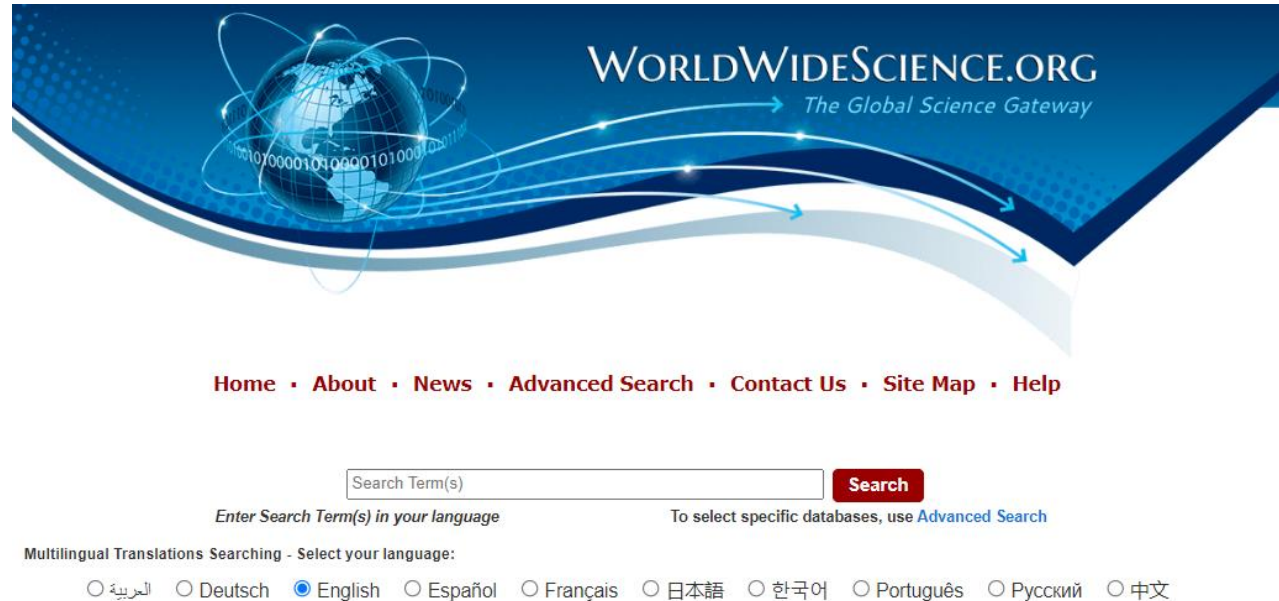 WORLDWIDESCIENCE.ORG
The Global Science Gateway
Home · About · News · Advanced Search · Contact Us · Site Map · Help
Search Term(s) Search
Enter Search Term(s) in your language To select specific databases, use Advanced Search
Multilingual Translations Searching - Select your language:
العربية Deutsch English Español Français 日本語 한국어 Português Русский 中文